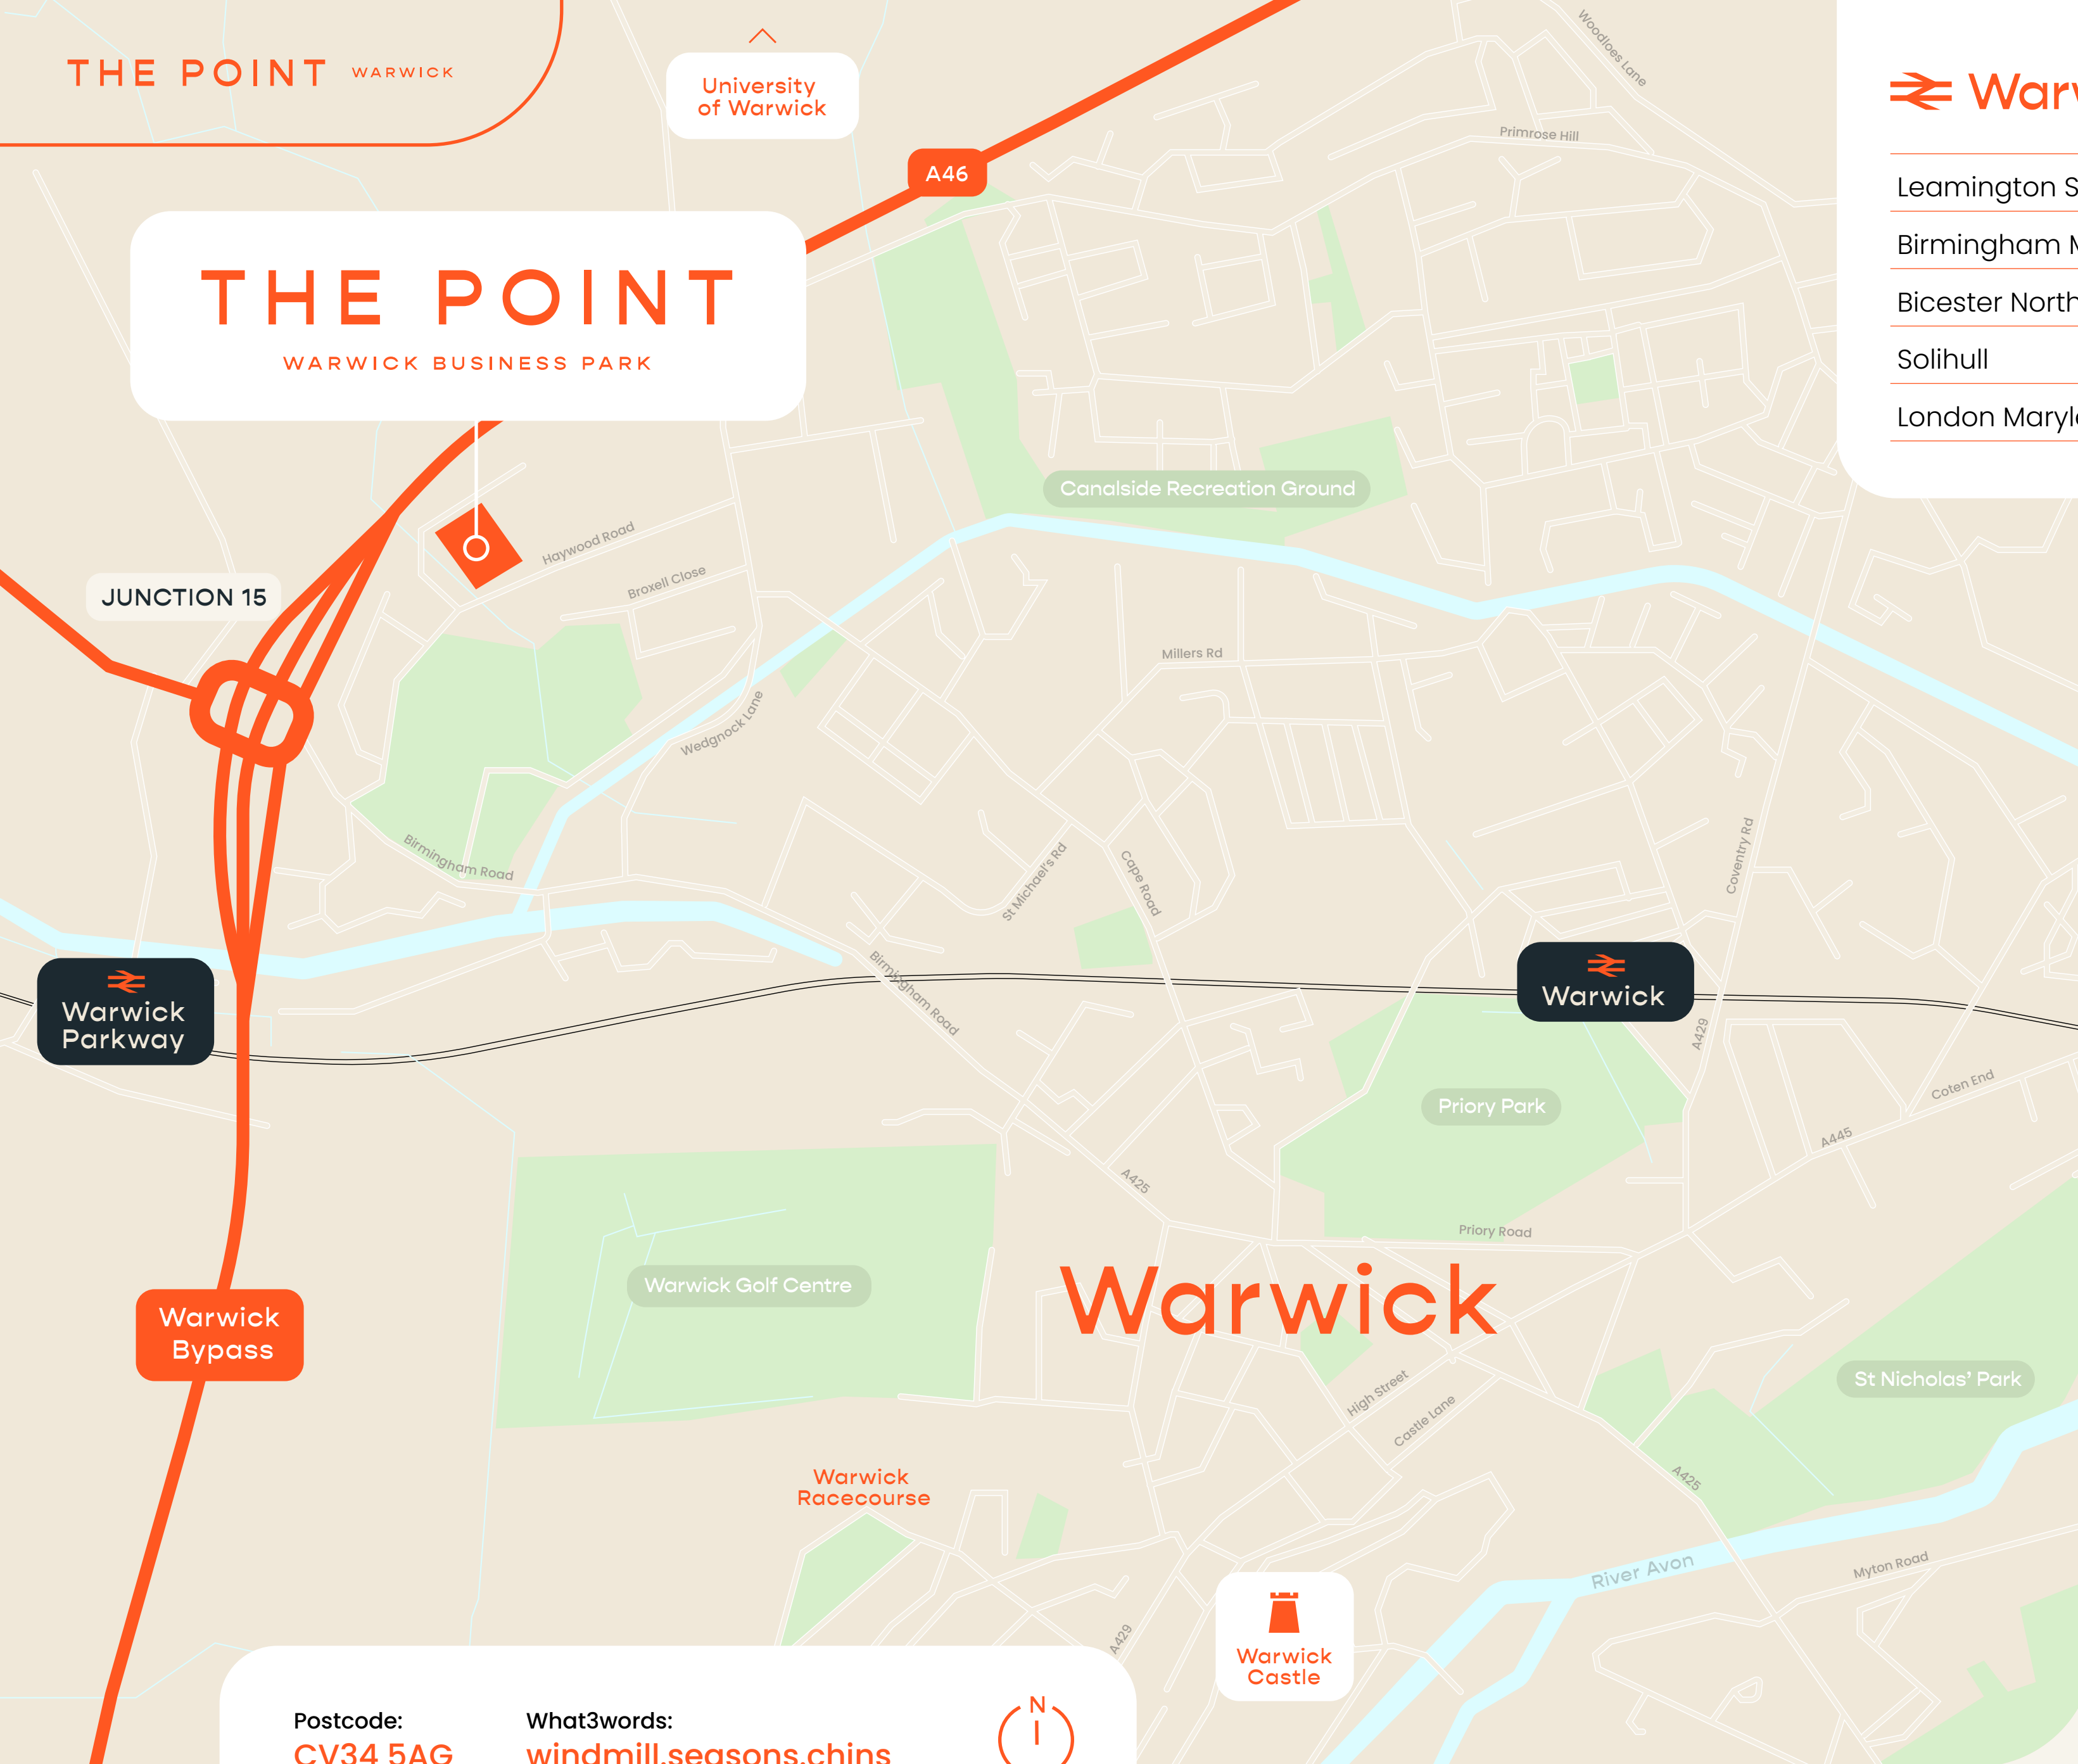 THE POINT WARWICK
University
of Warwick
A46
Woodloes Lane
Primrose Hill
Leamington
Birmingham
Bicester North
Solihull
London
THE POINT
WARWICK BUSINESS PARK
Canalside Recreation Ground
Haywood Road
Broxell Close
JUNCTION 15
Millers Rd
Wedgnock Lane
Birmingham Road
St Michael's Rd
Cape Road
Coventry Rd
Birmingham Road
Warwick
Parkway
Warwick
A429
Coten End
Priory Park
A445
A425
Priory Road
Warwick Golf Centre
Warwick
Warwick
Bypass
High Street
Castle Lane
St Nicholas’ Park
A425
Warwick
Racecourse
River Avon
Myton Road
A429
Warwick
Castle
N
Postcode:
CV34 5AG
What3words:
windmill.seasons.chins